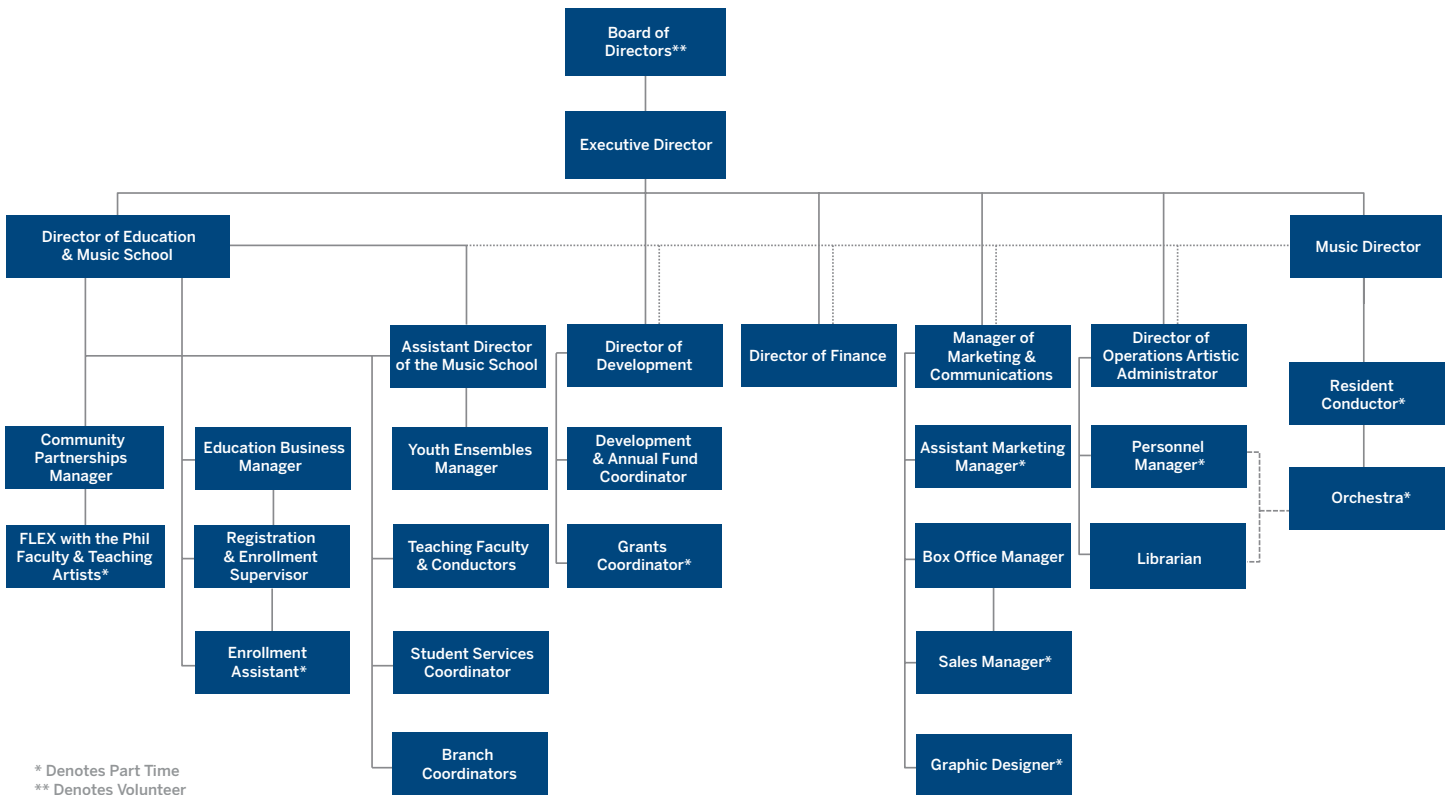 Board of
Directors**
Executive Director
Director of Education
& Music School
Music Director
Assistant Director
of the Music School
Director of
Development
Director of Finance
Manager of
Marketing &
Communications
Director of
Operations Artistic
Administrator
Resident
Conductor*
Community
Partnerships
Manager
Education Business
Manager
Youth Ensembles
Manager
Development
& Annual Fund
Coordinator
Assistant Marketing
Manager*
Personnel
Manager*
Orchestra*
FLEX with the Phil
Faculty & Teaching
Artists*
Registration
& Enrollment
Supervisor
Teaching Faculty
& Conductors
Grants
Coordinator*
Box Office Manager
Librarian
Enrollment
Assistant*
Student Services
Coordinator
Sales Manager*
Branch
Coordinators
Graphic Designer*
* Denotes Part Time
** Denotes Volunteer